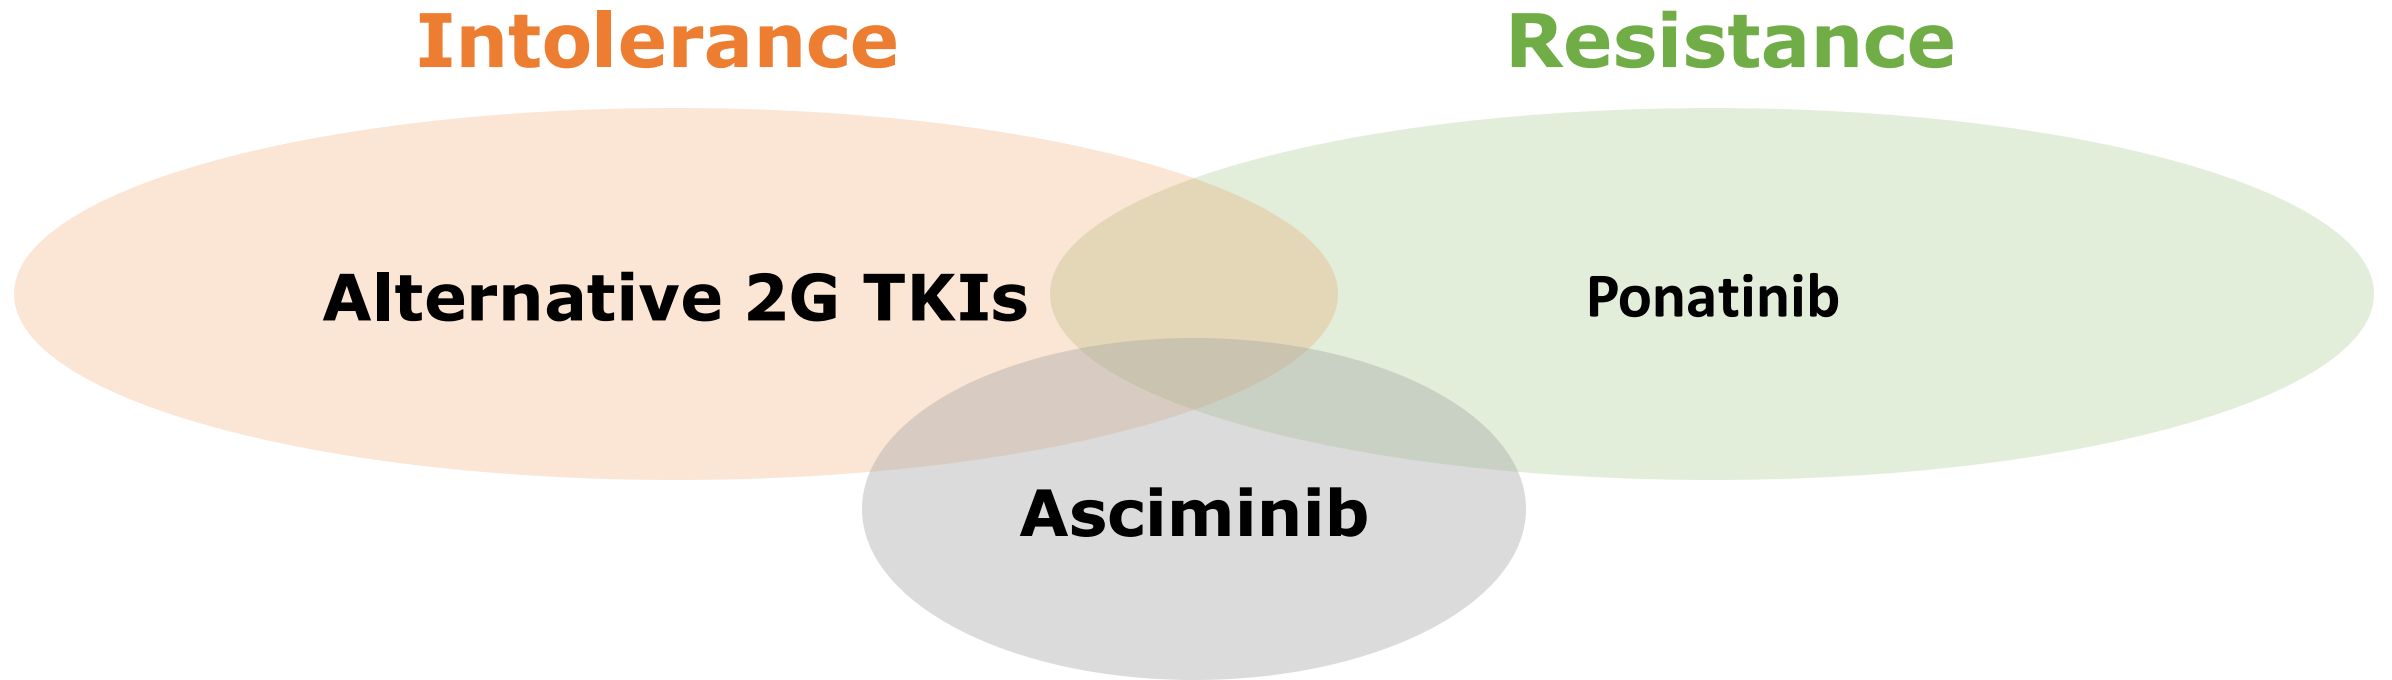 Intolerance
Resistance
Alternative 2G TKIs
Ponatinib
Asciminib